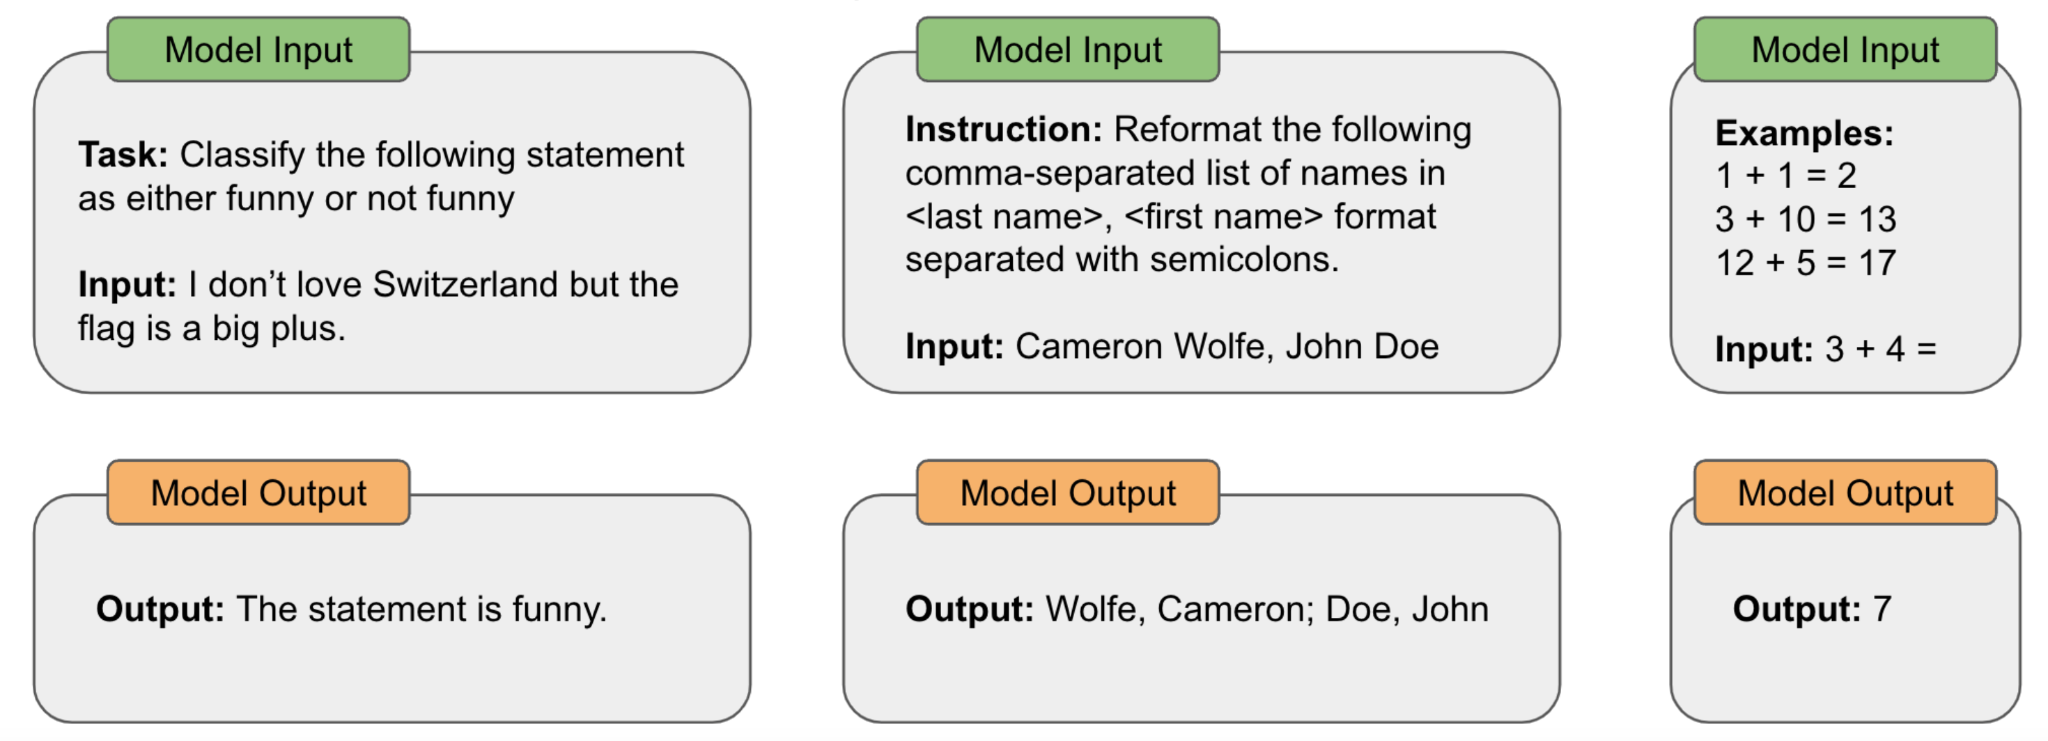 Model Input
Task: Classify the following statement
as either funny or not funny
Input: I don’t love Switzerland but the
flag is a big plus.
Model Output
Output: The statement is funny.
Model Input
Instruction: Reformat the following
comma-separated list of names in
<last name>, <first name> format
separated with semicolons.
Input: Cameron Wolfe, John Doe
Model Output
Output: Wolfe, Cameron; Doe, John
Model Input
Examples:
1 + 1 = 2
3 + 10 = 13
12 + 5 = 17
Input: 3 + 4 =
Model Output
Output: 7